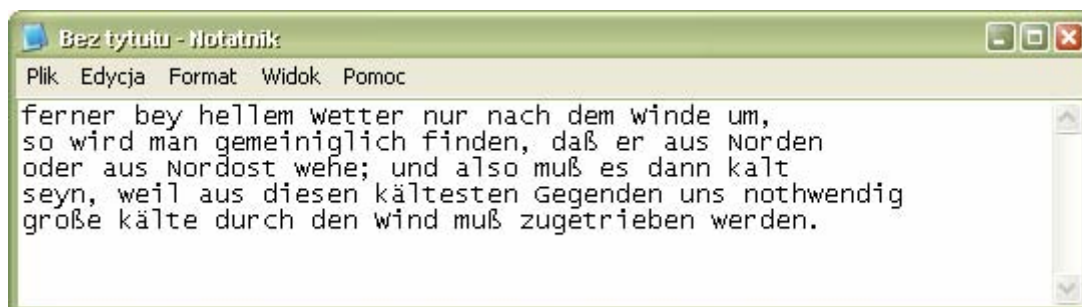 Bez tytułu - Notatnik
Plik Edycja Format Widok Pomoc
ferner bey hellem Wetter nur nach dem Winde um,
so wird man gemeiniglich finden, daß er aus Norden
oder aus Nordost wehe; und also muß es dann kalt
seyn, weil aus diesen kältesten Gegenden uns nothwendig
große kälte durch den Wind muß zugetrieben werden.